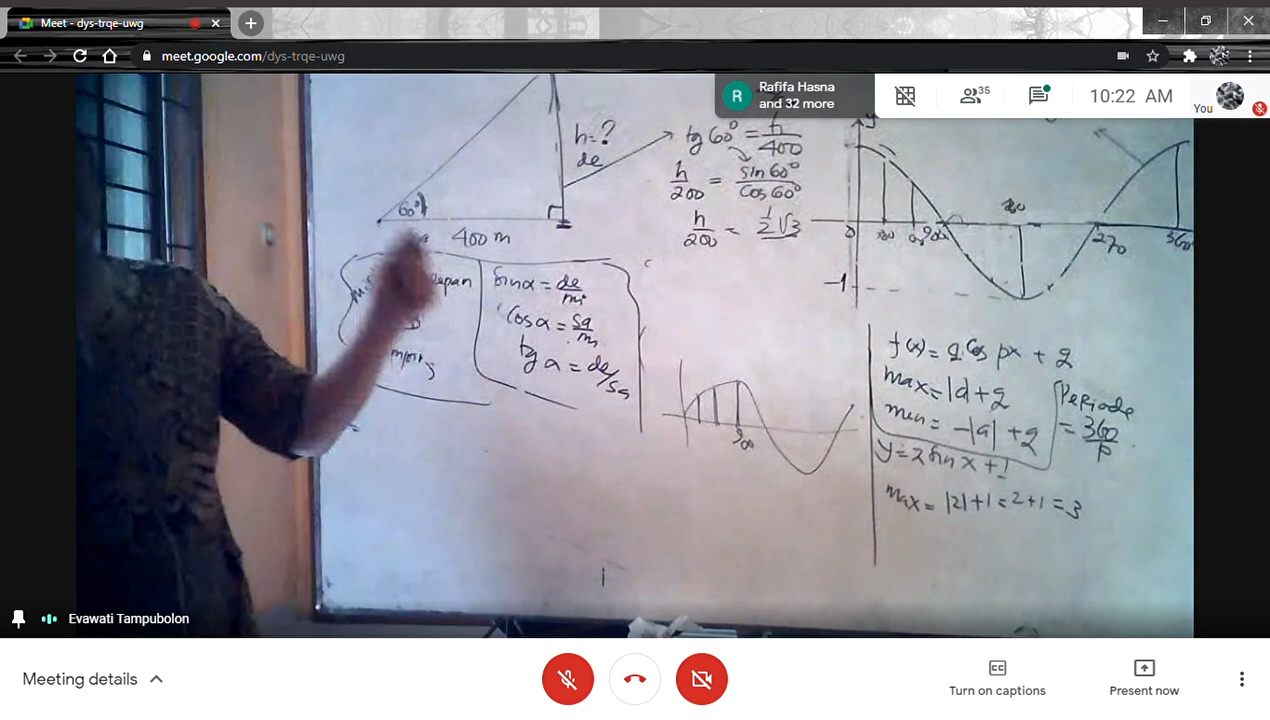 Meet - dys-trqe-uwg
meet.google.com/dys-trqe-uwg
R
Rafifa Hasna
and 32 more
35
10:22 AM
You
h=?
de
60°
400 m
tg 60° = h/400
h/200 = sin 60°/cos 60°
h/200 = 1/2 √3
y
0
90°
270
360
-1
depan
sin α = de/mi
cos α = sa/mi
tg α = de/sa
=
90°
f(x) = a cos px + q
max = |a| + q
min = -|a| + q
Periode
= 360/p
y = 2 sin x + 1
max = |2| + 1 = 2 + 1 = 3
Evawati Tampubolon
Meeting details
Turn on captions
Present now